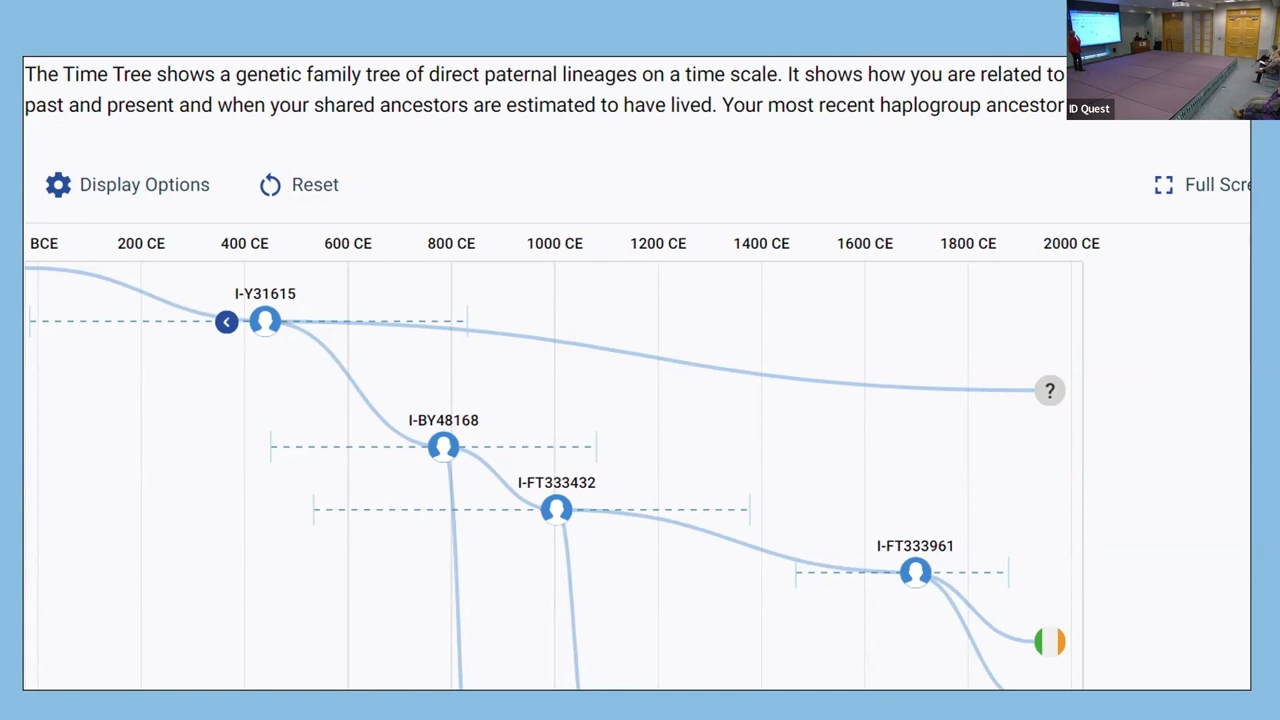 The Time Tree shows a genetic family tree of direct paternal lineages on a time scale. It shows how you are related to
past and present and when your shared ancestors are estimated to have lived. Your most recent haplogroup ancestor
ID Quest
Display Options
Reset
Full Scre
BCE
200 CE
400 CE
600 CE
800 CE
1000 CE
1200 CE
1400 CE
1600 CE
1800 CE
2000 CE
I-Y31615
?
I-BY48168
I-FT333432
I-FT333961